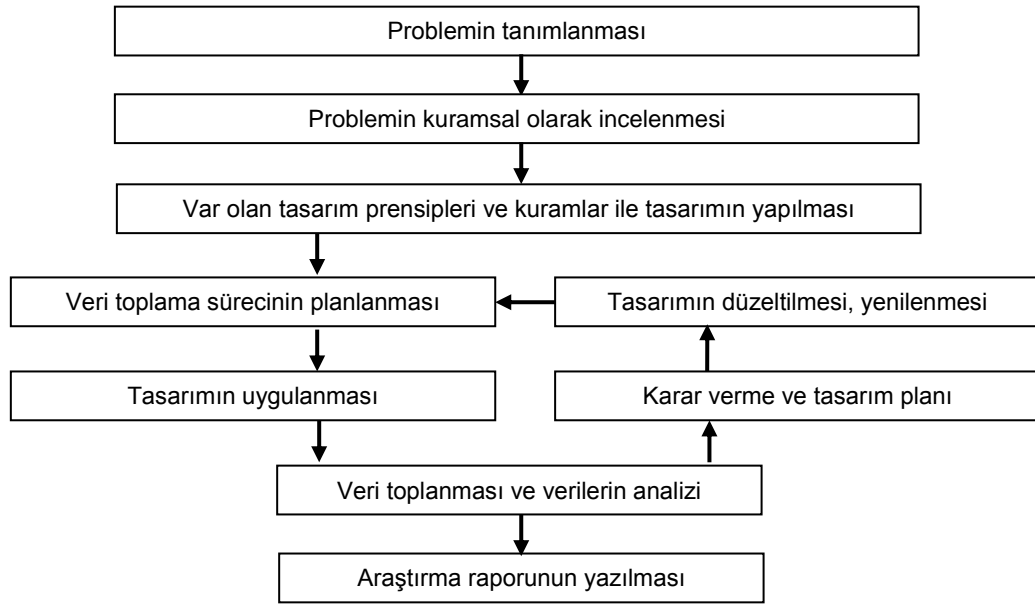 Problemin tanımlanması
Problemin kuramsal olarak incelenmesi
Var olan tasarım prensipleri ve kuramlar ile tasarımın yapılması
Veri toplama sürecinin planlanması
Tasarımın düzeltilmesi, yenilenmesi
Tasarımın uygulanması
Karar verme ve tasarım planı
Veri toplanması ve verilerin analizi
Araştırma raporunun yazılması